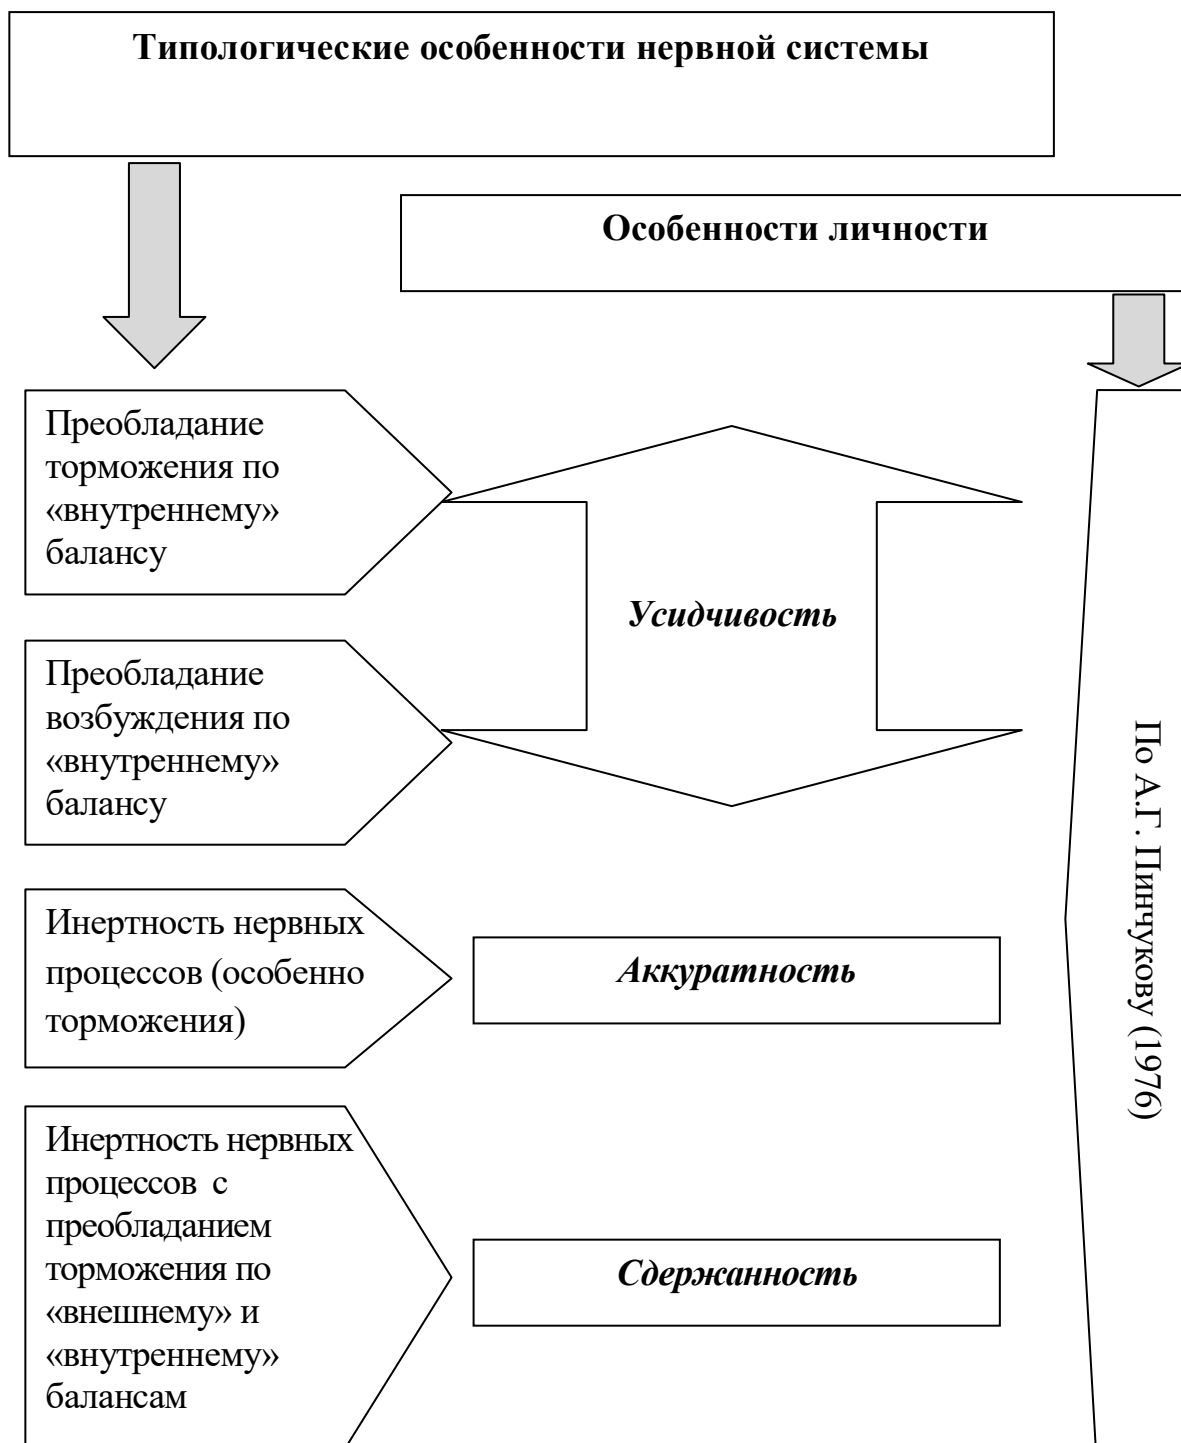 Типологические особенности нервной системы
Особенности личности
Преобладание
торможения по
«внутреннему»
балансу
Усидчивость
Преобладание
возбуждения по
«внутреннему»
балансу
Инертность нервных
процессов (особенно
торможения)
Аккуратность
Инертность нервных
процессов с
преобладанием
торможения по
«внешнему» и
«внутреннему»
балансам
Сдержанность
По А.Г. Пинчукову (1976)